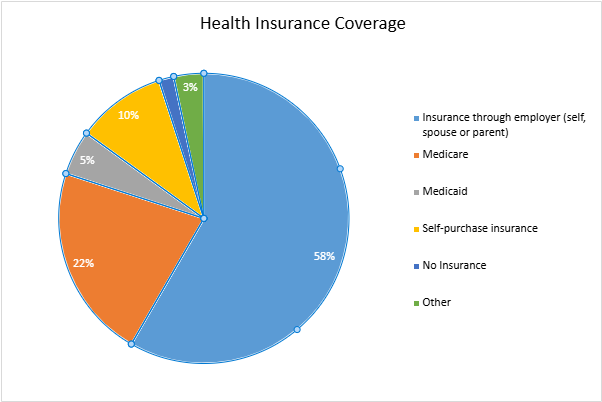 Health Insurance Coverage
3%
10%
5%
22%
58%
Insurance through employer (self,
spouse or parent)
Medicare
Medicaid
Self-purchase insurance
No Insurance
Other